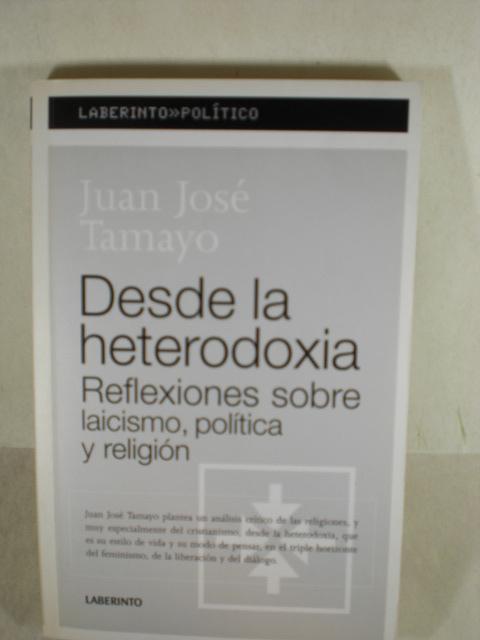 LABERINTO»POLÍTICO
Juan José
Tamayo
Desde la
heterodoxia
Reflexiones sobre
laicismo, política
y religión
Juan José Tamayo plantea un análisis crítico de las religiones, y
muy especialmente del cristianismo, desde la heterodoxia, que
es su estilo de vida y su modo de pensar, en el triple horizonte
del feminismo, de la liberación y del diálogo.
LABERINTO